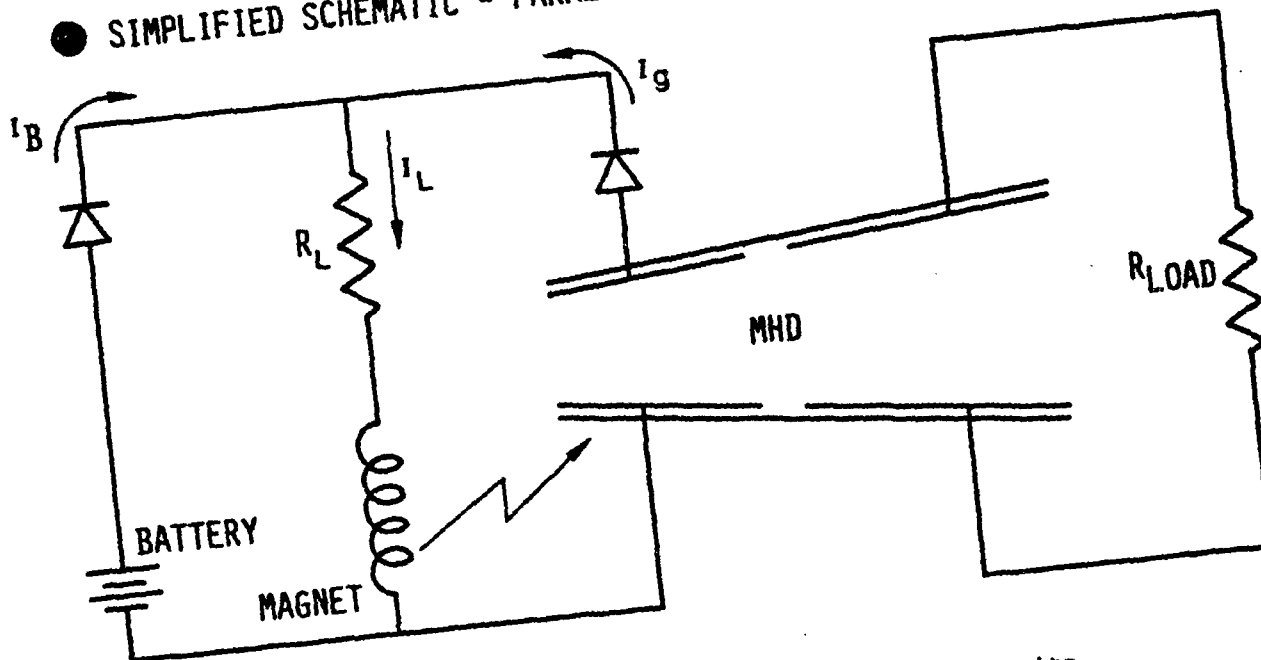 ● SIMPLIFIED SCHEMATIC -
I_B
I_g
I_L
R_L
R_LOAD
MHD
BATTERY
MAGNET